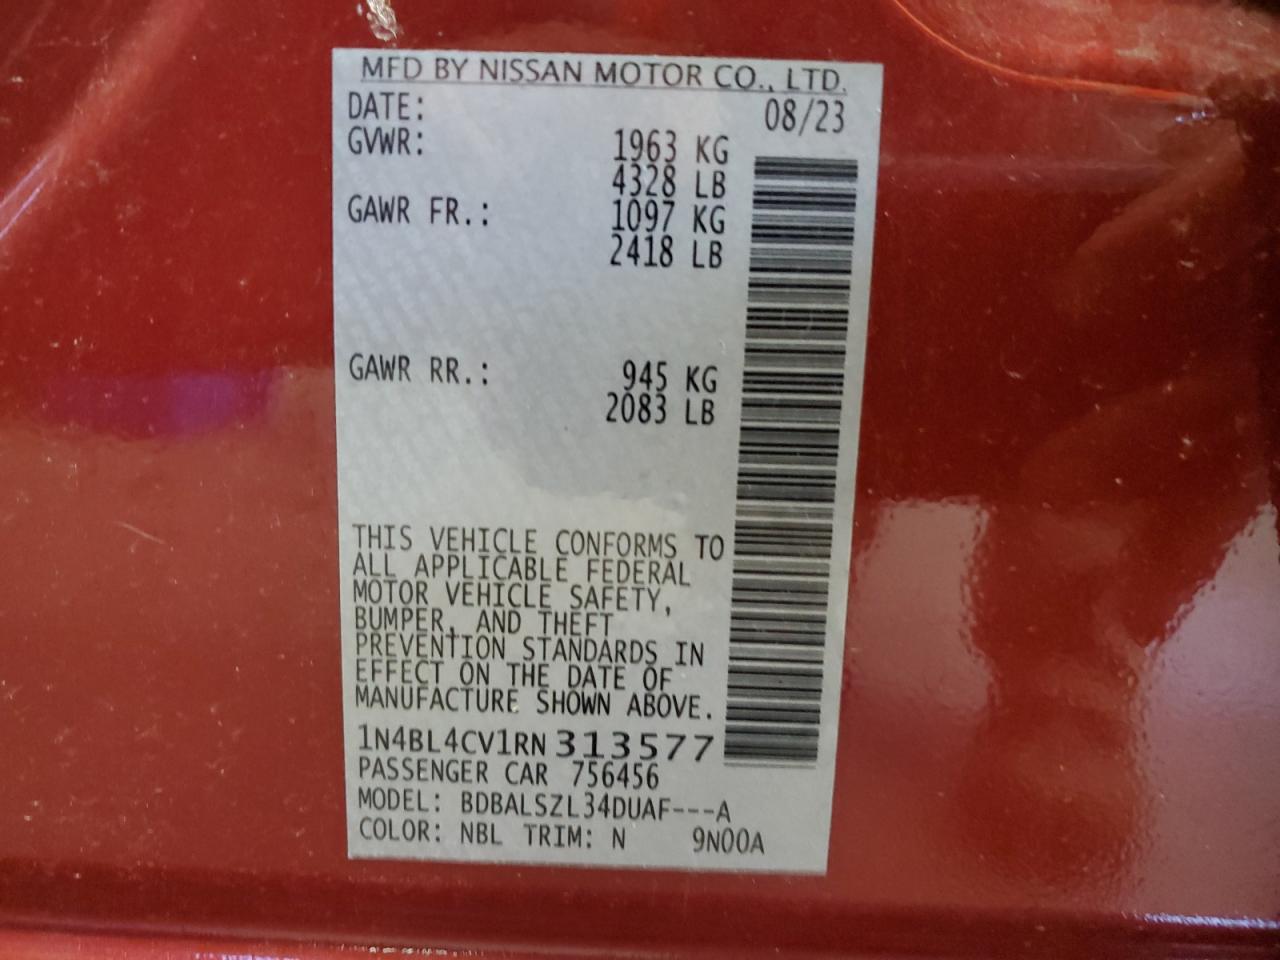 MFD BY NISSAN MOTOR CO., LTD.
DATE: 08/23
GVWR: 1963 KG
4328 LB
GAWR FR.: 1097 KG
2418 LB
GAWR RR.: 945 KG
2083 LB
THIS VEHICLE CONFORMS TO
ALL APPLICABLE FEDERAL
MOTOR VEHICLE SAFETY,
BUMPER, AND THEFT
PREVENTION STANDARDS IN
EFFECT ON THE DATE OF
MANUFACTURE SHOWN ABOVE.
1N4BL4CV1RN313577
PASSENGER CAR 756456
MODEL: BDBALSZL34DUAF---A
COLOR: NBL TRIM: N 9N00A